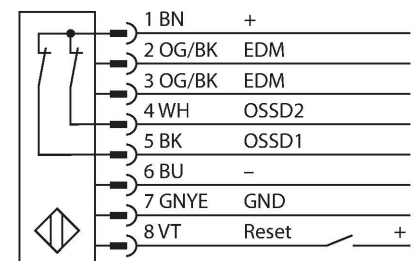 1 BN +
2 OG/BK EDM
3 OG/BK EDM
4 WH OSSD2
5 BK OSSD1
6 BU –
7 GNYE GND
8 VT Reset +